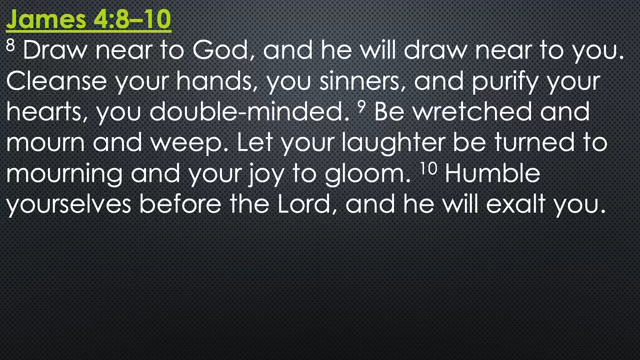 James 4:8–10
8 Draw near to God, and he will draw near to you.
Cleanse your hands, you sinners, and purify your
hearts, you double-minded. 9 Be wretched and
mourn and weep. Let your laughter be turned to
mourning and your joy to gloom. 10 Humble
yourselves before the Lord, and he will exalt you.